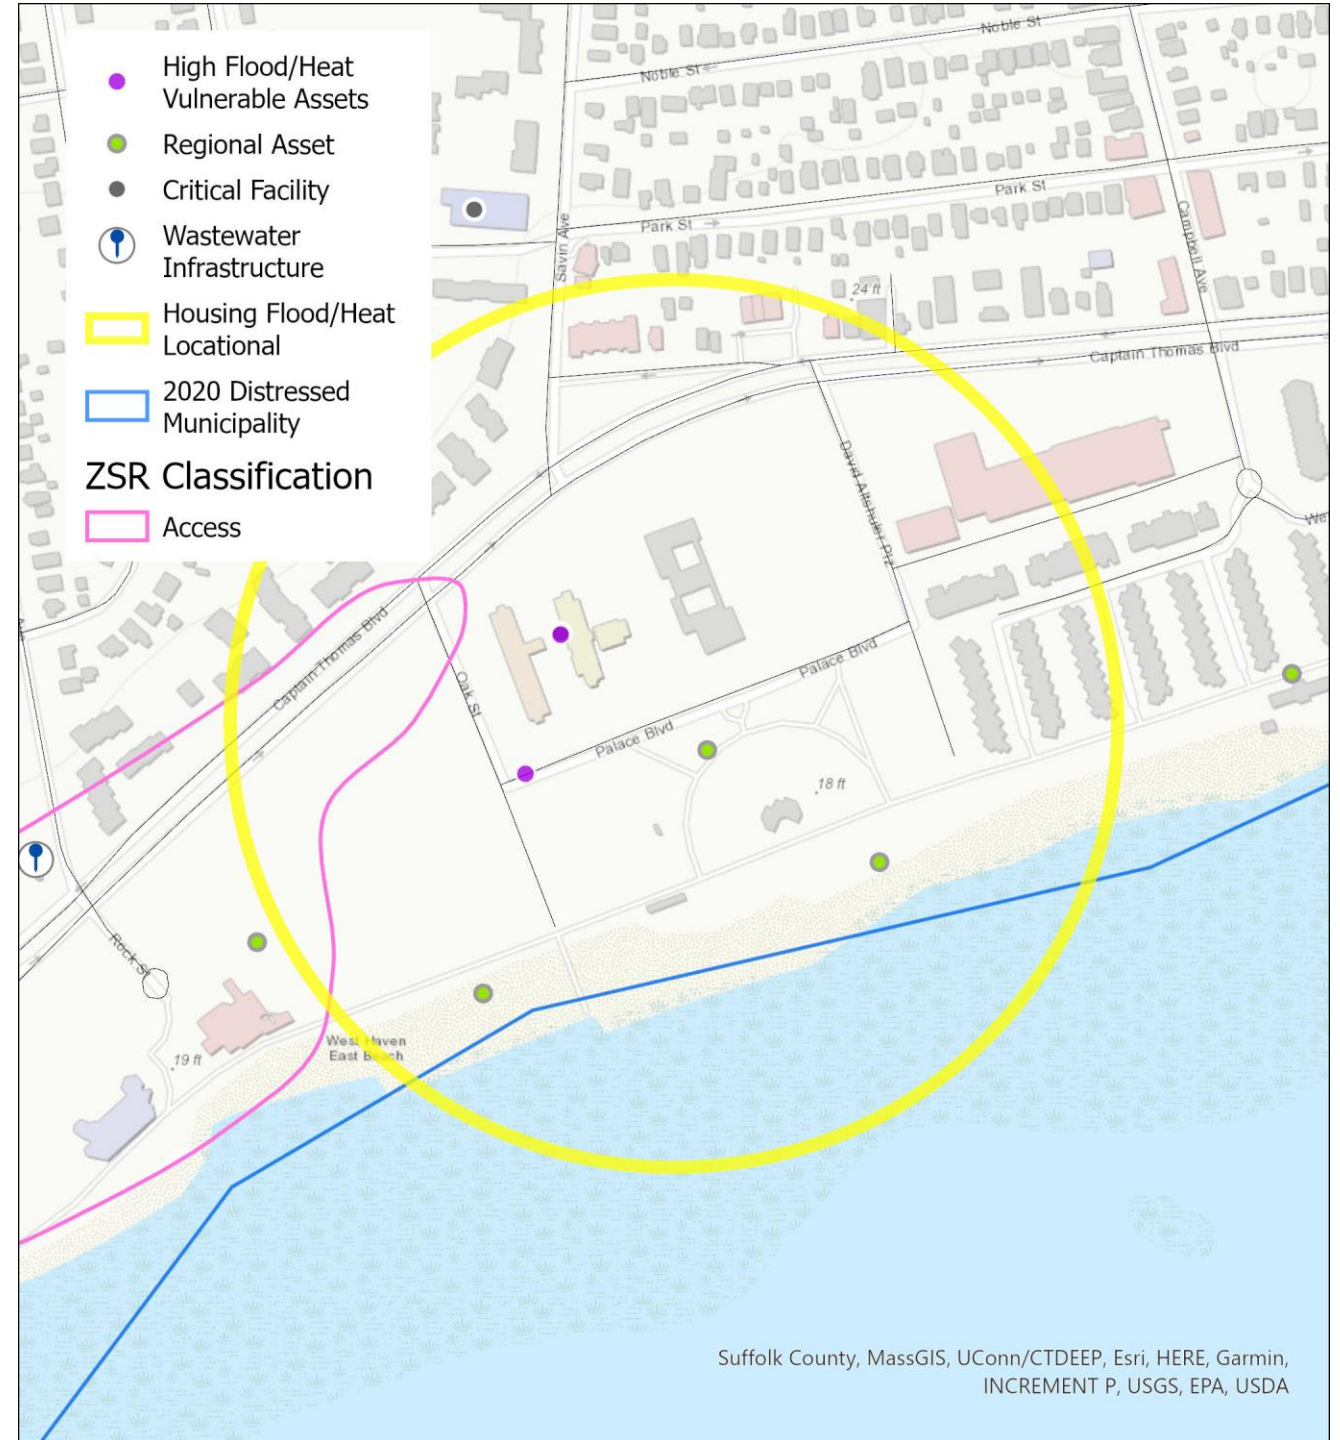 High Flood/Heat
Vulnerable Assets
Regional Asset
Critical Facility
Wastewater
Infrastructure
Housing Flood/Heat
Locational
2020 Distressed
Municipality
ZSR Classification
Access
Noble St
Noble St
Park St
Park St
Savin Ave
Campbell Ave
24 ft
Captain Thomas Blvd
David Altshuler Plz
We
Captain Thomas Blvd
Oak St
Palace Blvd
Palace Blvd
18 ft
Rock St
West Haven
East Beach
19 ft
Suffolk County, MassGIS, UConn/CTDEEP, Esri, HERE, Garmin,
INCREMENT P, USGS, EPA, USDA